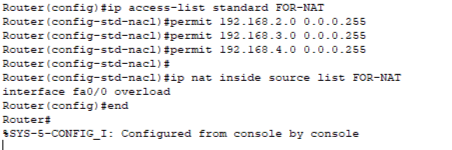 Router(config)#ip access-list standard FOR-NAT
Router(config-std-nacl)#permit 192.168.2.0 0.0.0.255
Router(config-std-nacl)#permit 192.168.3.0 0.0.0.255
Router(config-std-nacl)#permit 192.168.4.0 0.0.0.255
Router(config-std-nacl)#
Router(config-std-nacl)#ip nat inside source list FOR-NAT
interface fa0/0 overload
Router(config)#end
Router#
%SYS-5-CONFIG_I: Configured from console by console